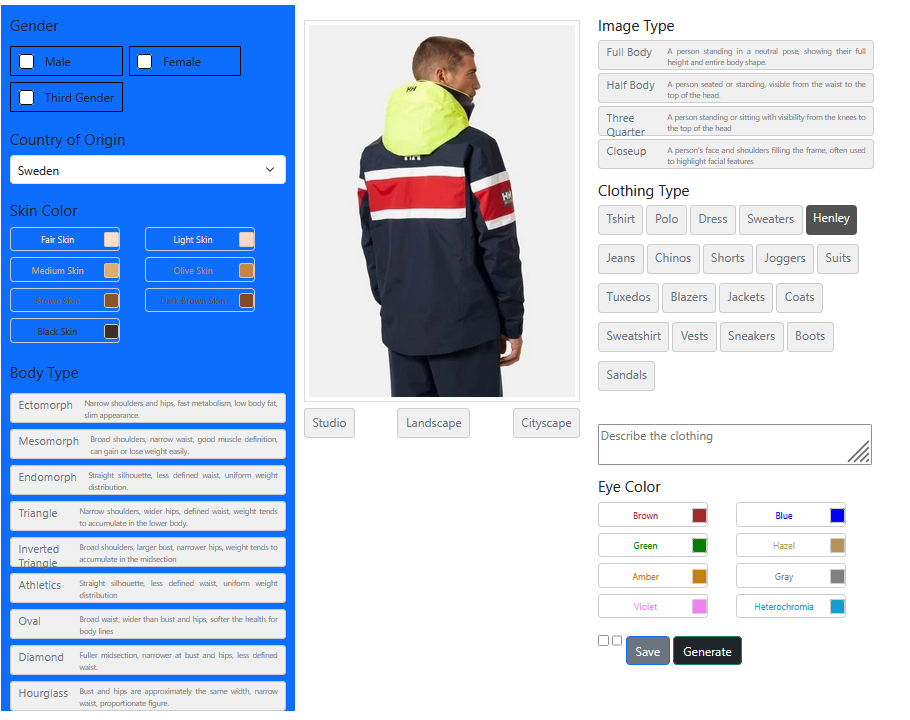 Gender
Male
Female
Third Gender
Country of Origin
Sweden
Skin Color
Fair Skin
Light Skin
Medium Skin
Olive Skin
Brown Skin
Dark Brown Skin
Black Skin
Body Type
Ectomorph
Narrow shoulders and hips, fast metabolism, low body fat,
slim appearance.
Mesomorph
Broad shoulders, narrow waist, good muscle definition,
can gain or lose weight easily.
Endomorph
Straight silhouette, less defined waist, uniform weight
distribution.
Triangle
Narrow shoulders, wider hips, defined waist, weight tends
to accumulate in the lower body.
Inverted
Triangle
Broad shoulders, larger bust, narrower hips, weight tends to
accumulate in the midsection
Athletics
Straight silhouette, less defined waist, uniform weight
distribution
Oval
Broad waist, wider than bust and hips, softer the health for
body lines
Diamond
Fuller midsection, narrower at bust and hips, less defined
waist.
Hourglass
Bust and hips are approximately the same width, narrow
waist, proportionate figure.
HH
HH
Studio
Landscape
Cityscape
Image Type
Full Body
A person standing in a neutral pose, showing their full
height and entire body shape.
Half Body
A person seated or standing, visible from the waist to the
top of the head.
Three
Quarter
A person standing or sitting with visibility from the knees to
the top of the head
Closeup
A person's face and shoulders filling the frame, often used
to highlight facial features
Clothing Type
Tshirt
Polo
Dress
Sweaters
Henley
Jeans
Chinos
Shorts
Joggers
Suits
Tuxedos
Blazers
Jackets
Coats
Sweatshirt
Vests
Sneakers
Boots
Sandals
Describe the clothing
Eye Color
Brown
Blue
Green
Hazel
Amber
Gray
Violet
Heterochromia
Save
Generate